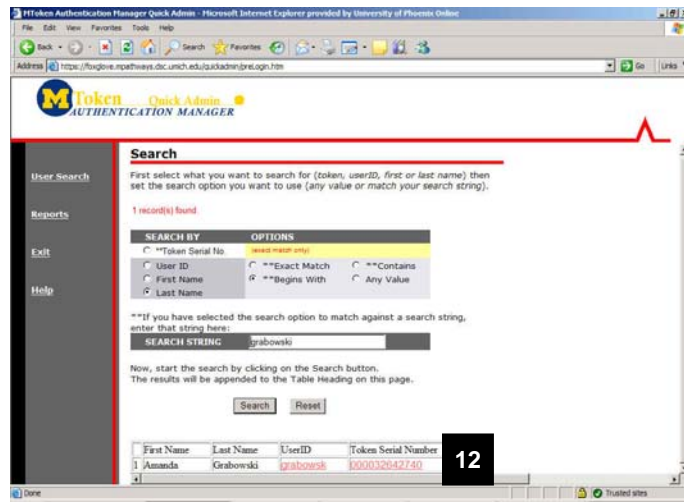 MToken Authentication Manager Quick Admin - Microsoft Internet Explorer provided by University of Phoenix Online
File Edit View Favorites Tools Help
Back Search Favorites
Address https://foxglove.mpathways.dsc.umich.edu/quickadmin/preLogin.htm Go Links
M Token Quick Admin
AUTHENTICATION MANAGER
Search
User Search
First select what you want to search for (token, userID, first or last name) then
set the search option you want to use (any value or match your search string).
Reports
1 record(s) found
SEARCH BY OPTIONS
Exit
**Token Serial No. (exact match only)
User ID **Exact Match **Contains
First Name **Begins With Any Value
Help
Last Name
**If you have selected the search option to match against a search string,
enter that string here:
SEARCH STRING grabowski
Now, start the search by clicking on the Search button.
The results will be appended to the Table Heading on this page.
Search Reset
First Name Last Name UserID Token Serial Number
12
1 Amanda Grabowski grabowsk 000032642740
Done Trusted sites